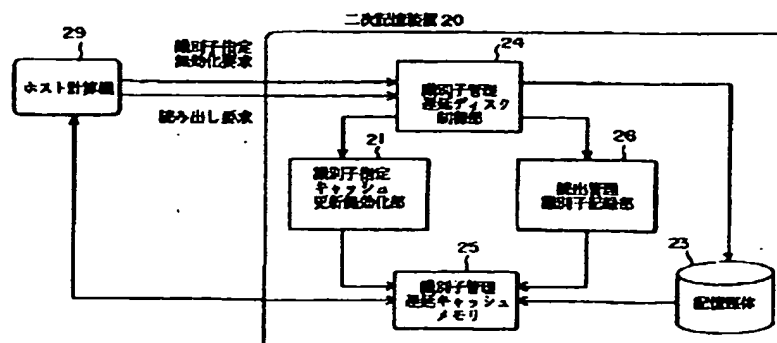 二次記憶装置20
29
ホスト計算機
識別子指定
無効化要求
読み出し要求
24
識別子管理
遅延ディスク
制御部
21
識別子指定
キャッシュ
更新無効化部
26
読出管理
識別子記録部
25
識別子管理
遅延キャッシュ
メモリ
23
記憶媒体